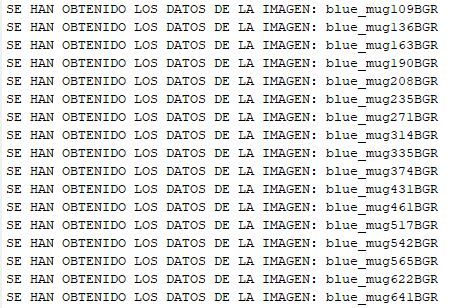 SE HAN OBTENIDO LOS DATOS DE LA IMAGEN: blue_mug109BGR
SE HAN OBTENIDO LOS DATOS DE LA IMAGEN: blue_mug136BGR
SE HAN OBTENIDO LOS DATOS DE LA IMAGEN: blue_mug163BGR
SE HAN OBTENIDO LOS DATOS DE LA IMAGEN: blue_mug190BGR
SE HAN OBTENIDO LOS DATOS DE LA IMAGEN: blue_mug208BGR
SE HAN OBTENIDO LOS DATOS DE LA IMAGEN: blue_mug235BGR
SE HAN OBTENIDO LOS DATOS DE LA IMAGEN: blue_mug271BGR
SE HAN OBTENIDO LOS DATOS DE LA IMAGEN: blue_mug314BGR
SE HAN OBTENIDO LOS DATOS DE LA IMAGEN: blue_mug335BGR
SE HAN OBTENIDO LOS DATOS DE LA IMAGEN: blue_mug374BGR
SE HAN OBTENIDO LOS DATOS DE LA IMAGEN: blue_mug431BGR
SE HAN OBTENIDO LOS DATOS DE LA IMAGEN: blue_mug461BGR
SE HAN OBTENIDO LOS DATOS DE LA IMAGEN: blue_mug517BGR
SE HAN OBTENIDO LOS DATOS DE LA IMAGEN: blue_mug542BGR
SE HAN OBTENIDO LOS DATOS DE LA IMAGEN: blue_mug565BGR
SE HAN OBTENIDO LOS DATOS DE LA IMAGEN: blue_mug622BGR
SE HAN OBTENIDO LOS DATOS DE LA IMAGEN: blue_mug641BGR